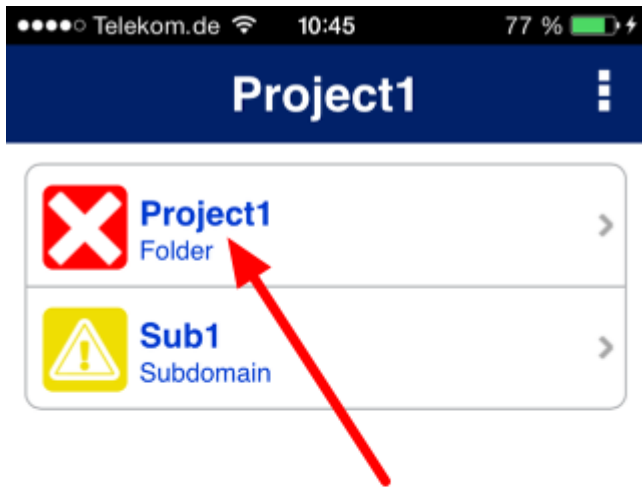 Telekom.de 10:45 77 %
Project1
Project1
Folder
Sub1
Subdomain